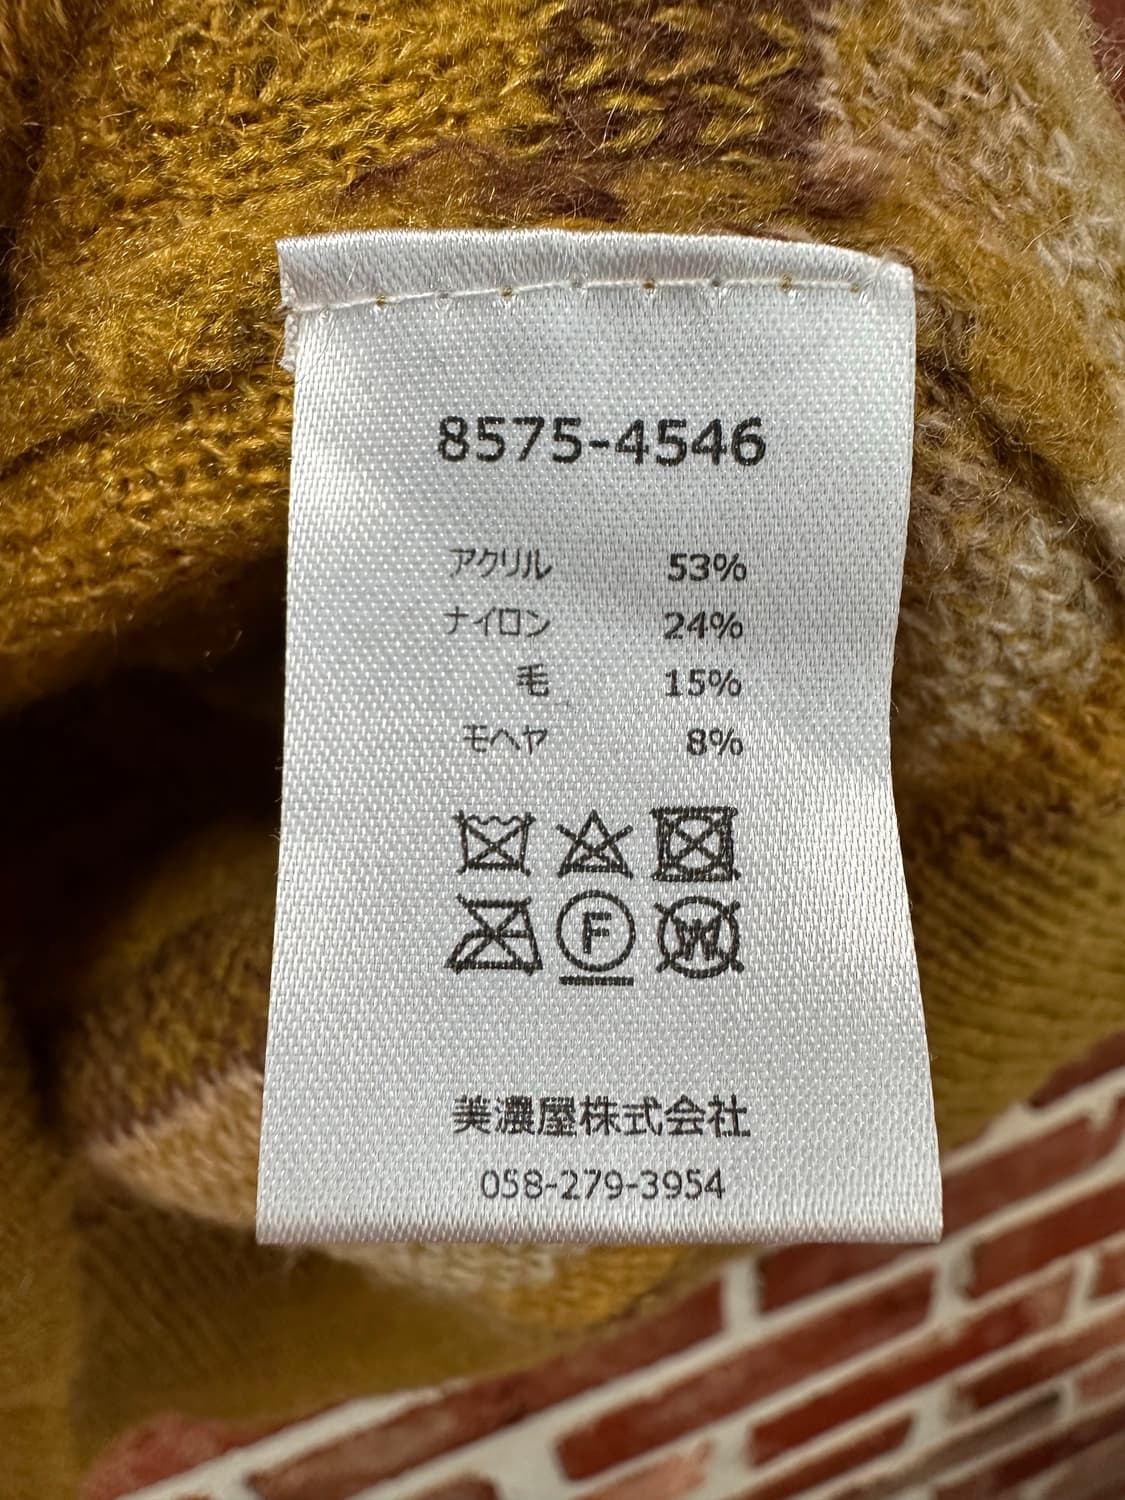 8575-4546
アクリル 53%
ナイロン 24%
毛 15%
モヘヤ 8%
F W
美濃屋株式会社
058-279-3954